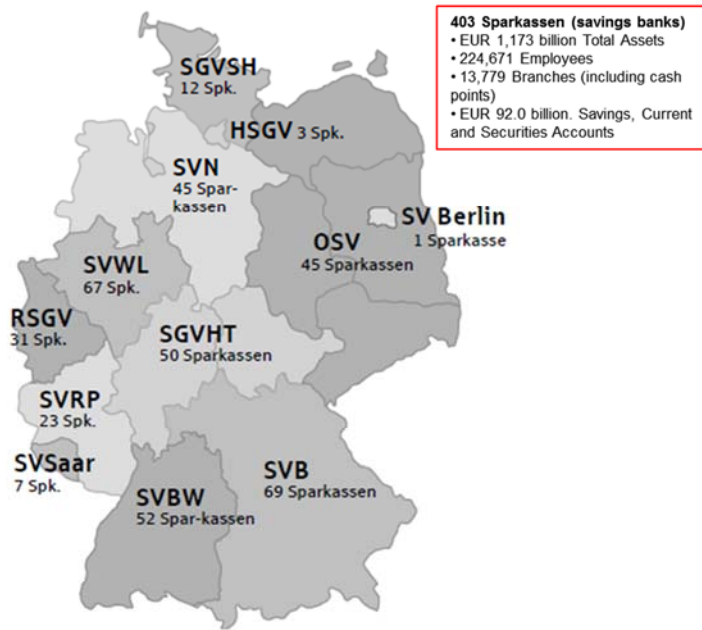 403 Sparkassen (savings banks)
• EUR 1,173 billion Total Assets
• 224,671 Employees
• 13,779 Branches (including cash
points)
• EUR 92.0 billion. Savings, Current
and Securities Accounts
SGVSH
12 Spk.
HSGV 3 Spk.
SVN
45 Spar-
kassen
SV Berlin
1 Sparkasse
OSV
45 Sparkassen
SVWL
67 Spk.
RSGV
31 Spk.
SGVHT
50 Sparkassen
SVRP
23 Spk.
SVSaar
7 Spk.
SVB
69 Sparkassen
SVBW
52 Spar-kassen